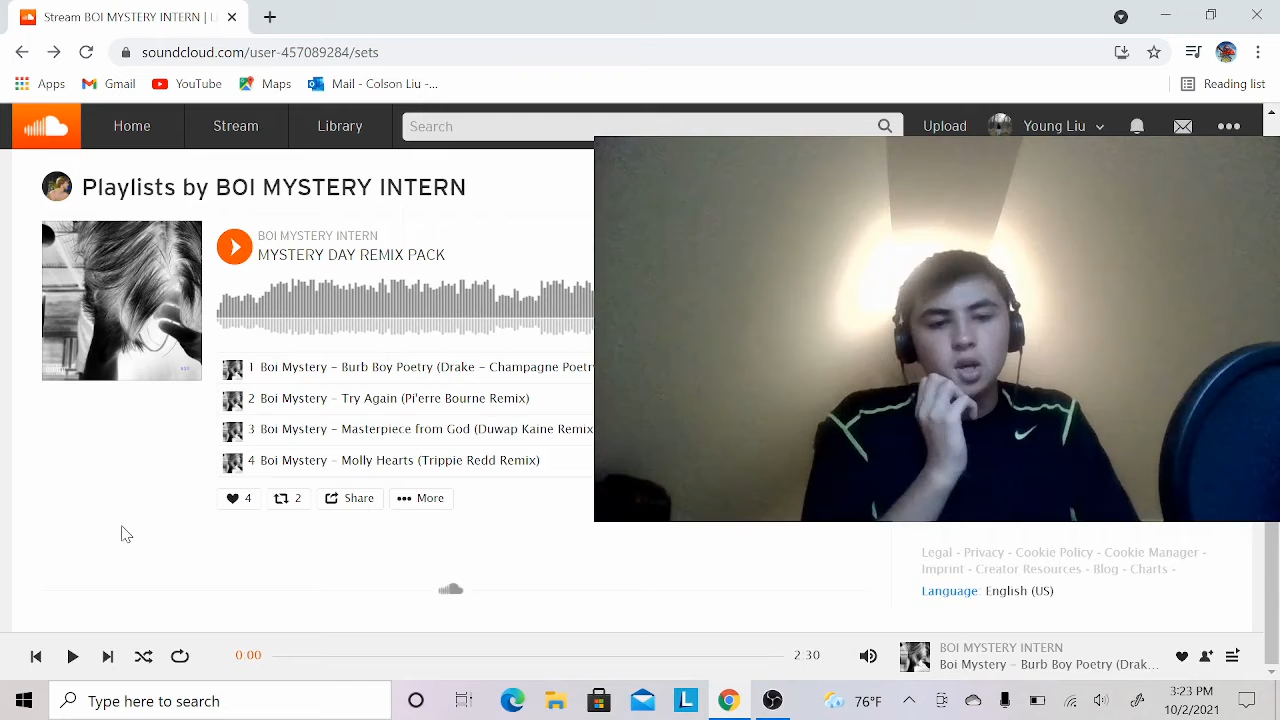 Stream BOI MYSTERY INTERN | L
soundcloud.com/user-457089284/sets
Apps
Gmail
YouTube
Maps
Mail - Colson Liu -...
Reading list
Home
Stream
Library
Search
Upload
Young Liu
Playlists by BOI MYSTERY INTERN
BOI MYSTERY INTERN
MYSTERY DAY REMIX PACK
1 Boi Mystery – Burb Boy Poetry (Drake – Champagne Poetr
2 Boi Mystery – Try Again (Pi'erre Bourne Remix)
3 Boi Mystery – Masterpiece from God (Duwap Kaine Remix
4 Boi Mystery – Molly Hearts (Trippie Redd Remix)
4
2
Share
More
Legal - Privacy - Cookie Policy - Cookie Manager -
Imprint - Creator Resources - Blog - Charts -
Language: English (US)
0:00
2:30
BOI MYSTERY INTERN
Boi Mystery – Burb Boy Poetry (Drak...
Type here to search
L
76°F
3:23 PM
10/2/2021